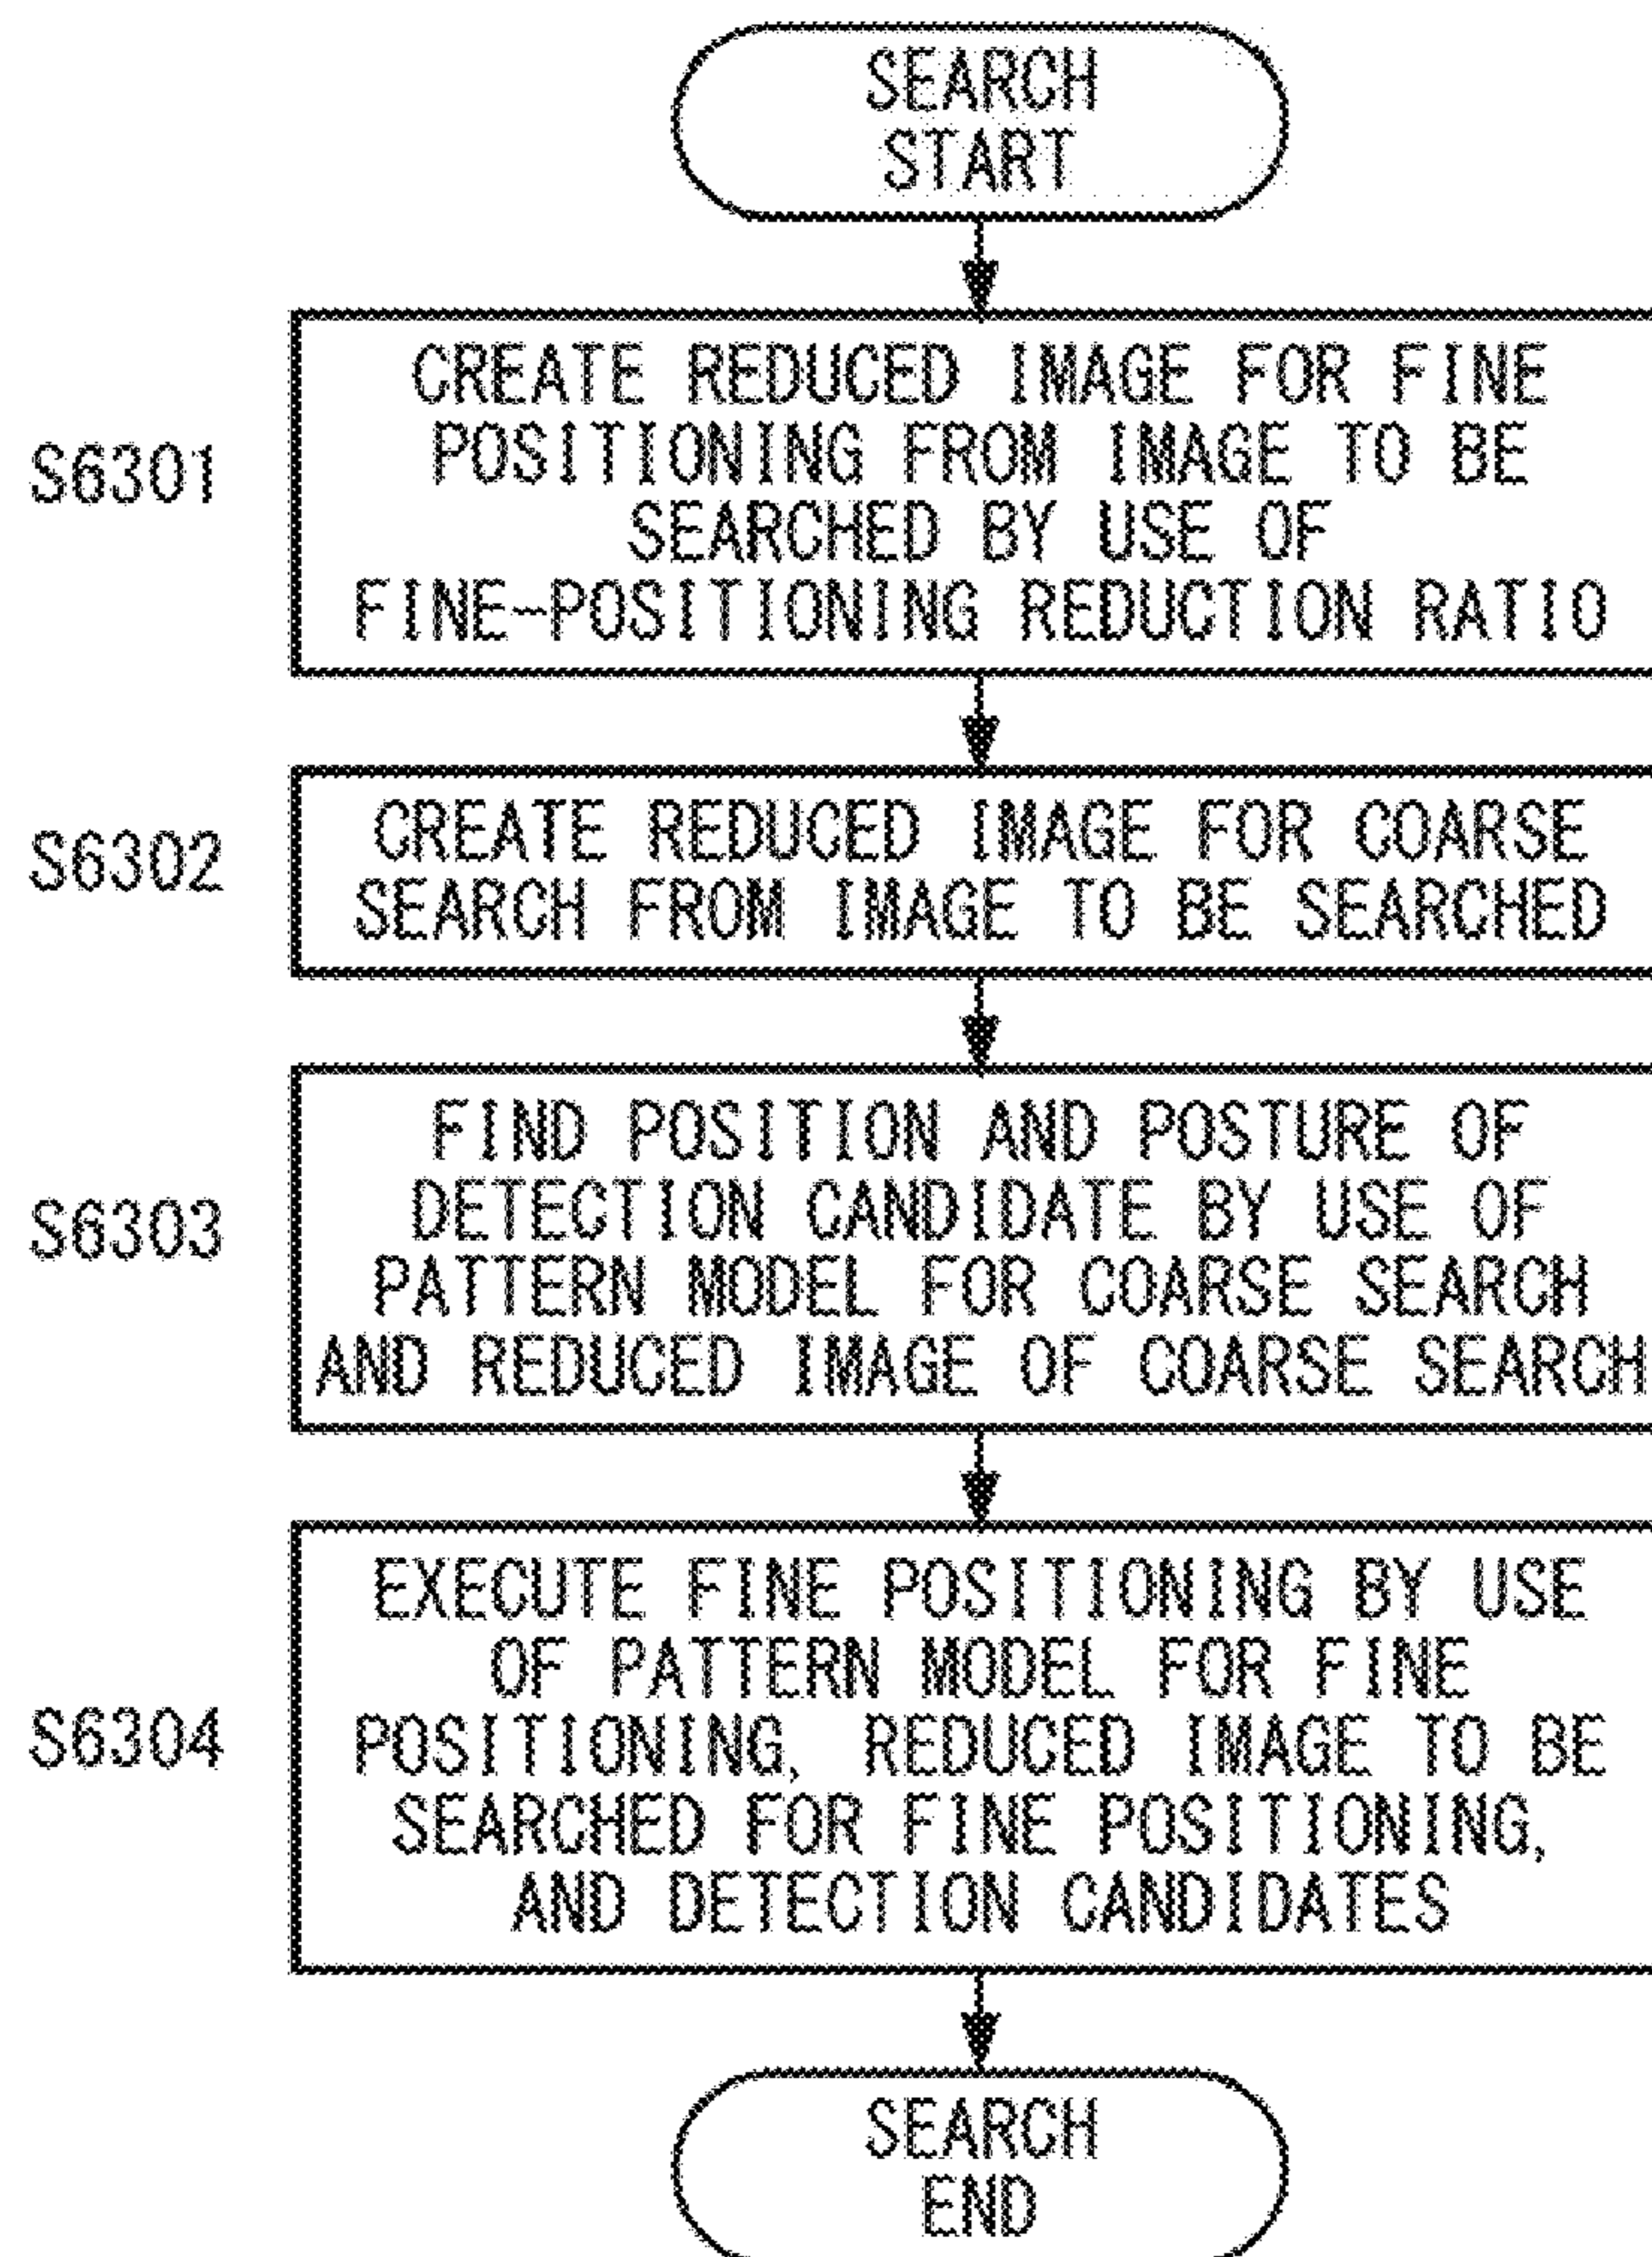 SEARCH
START
S6301
CREATE REDUCED IMAGE FOR FINE
POSITIONING FROM IMAGE TO BE
SEARCHED BY USE OF
FINE-POSITIONING REDUCTION RATIO
S6302
CREATE REDUCED IMAGE FOR COARSE
SEARCH FROM IMAGE TO BE SEARCHED
S6303
FIND POSITION AND POSTURE OF
DETECTION CANDIDATE BY USE OF
PATTERN MODEL FOR COARSE SEARCH
AND REDUCED IMAGE OF COARSE SEARCH
S6304
EXECUTE FINE POSITIONING BY USE
OF PATTERN MODEL FOR FINE
POSITIONING, REDUCED IMAGE TO BE
SEARCHED FOR FINE POSITIONING,
AND DETECTION CANDIDATES
SEARCH
END